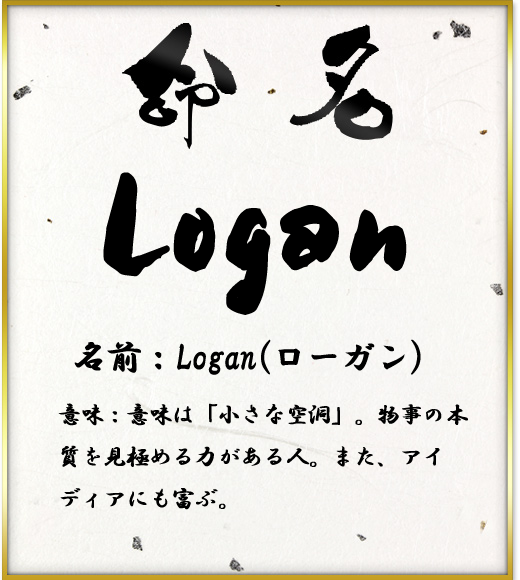 命名
Logan
名前：Logan(ローガン)
意味：意味は「小さな空洞」。物事の本
質を見極める力がある人。また、アイ
ディアにも富ぶ。